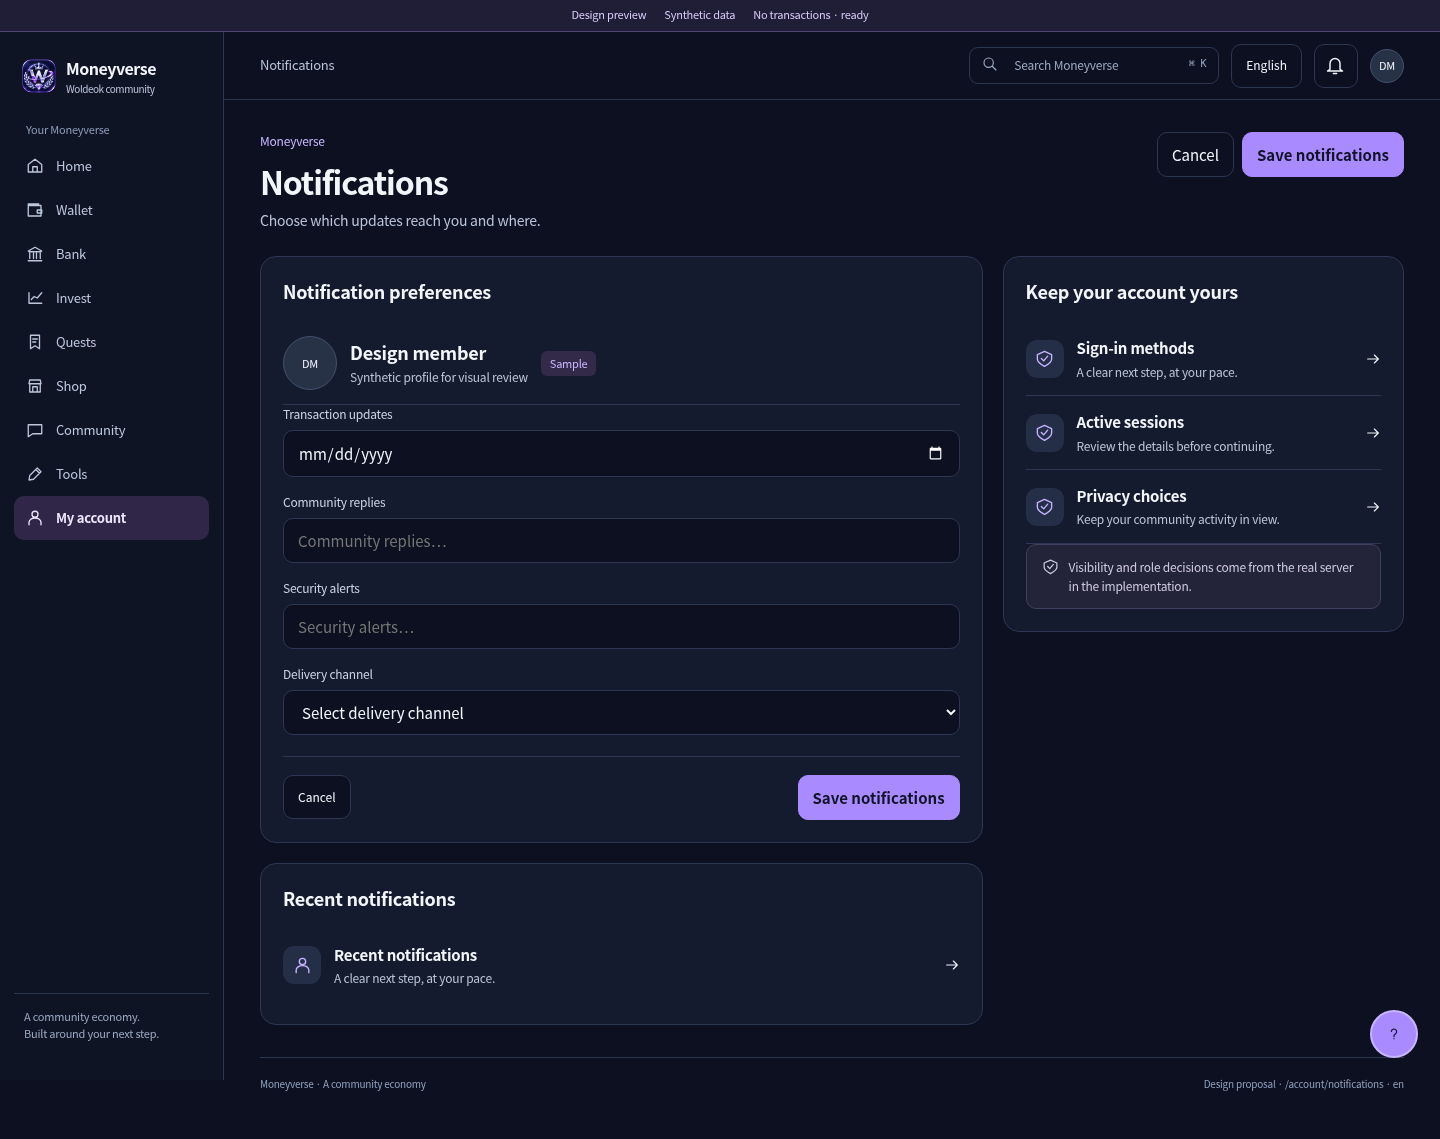 Design preview
Synthetic data
No transactions · ready
Moneyverse
Woldeok community
Your Moneyverse
Home
Wallet
Bank
Invest
Quests
Shop
Community
Tools
My account
A community economy.
Built around your next step.
Notifications
Search Moneyverse
⌘ K
English
DM
Moneyverse
Notifications
Choose which updates reach you and where.
Cancel
Save notifications
Notification preferences
DM
Design member
Synthetic profile for visual review
Sample
Transaction updates
mm/dd/yyyy
Community replies
Community replies…
Security alerts
Security alerts…
Delivery channel
Select delivery channel
Cancel
Save notifications
Keep your account yours
Sign-in methods
A clear next step, at your pace.
Active sessions
Review the details before continuing.
Privacy choices
Keep your community activity in view.
Visibility and role decisions come from the real server
in the implementation.
Recent notifications
Recent notifications
A clear next step, at your pace.
?
Moneyverse · A community economy
Design proposal · /account/notifications · en